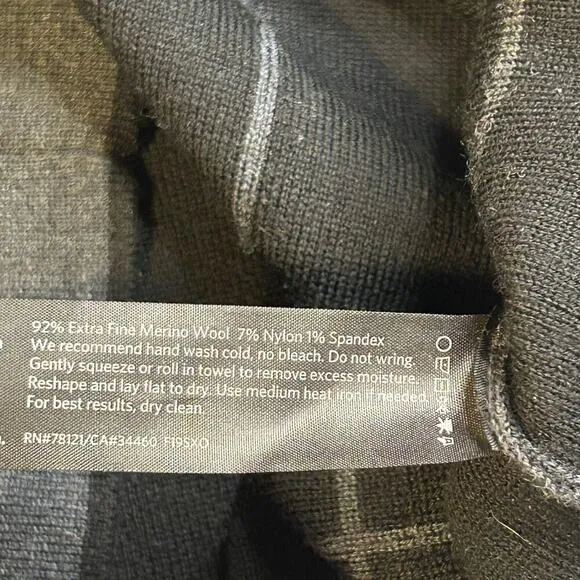 92% Extra Fine Merino Wool 7% Nylon 1% Spandex
We recommend hand wash cold, no bleach. Do not wring.
Gently squeeze or roll in towel to remove excess moisture.
Reshape and lay flat to dry. Use medium heat iron if needed.
For best results, dry clean.
RN#78121/CA#34460 F19SXO